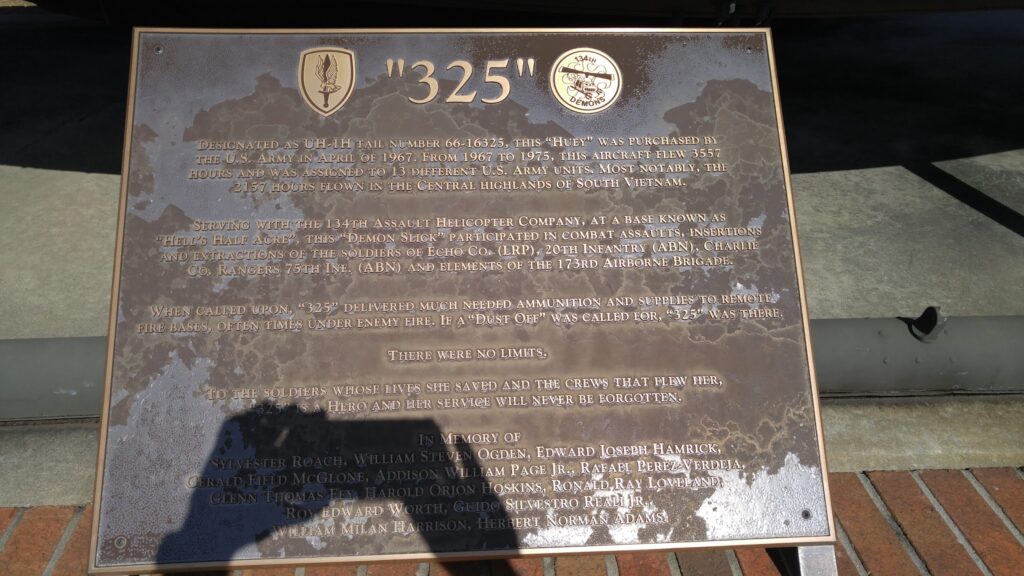 "325"
134TH
DEMONS
DESIGNATED AS UH-1H TAIL NUMBER 66-16325, THIS "HUEY" WAS PURCHASED BY
THE U.S. ARMY IN APRIL OF 1967. FROM 1967 TO 1975, THIS AIRCRAFT FLEW 3557
HOURS AND WAS ASSIGNED TO 13 DIFFERENT U.S. ARMY UNITS. MOST NOTABLY, THE
2157 HOURS FLOWN IN THE CENTRAL HIGHLANDS OF SOUTH VIETNAM.
SERVING WITH THE 134TH ASSAULT HELICOPTER COMPANY, AT A BASE KNOWN AS
"HELL'S HALF ACRE", THIS "DEMON SLICK" PARTICIPATED IN COMBAT ASSAULTS, INSERTIONS
AND EXTRACTIONS OF THE SOLDIERS OF ECHO CO. (LRP), 20TH INFANTRY (ABN), CHARLIE
CO. RANGERS 75TH INF. (ABN) AND ELEMENTS OF THE 173RD AIRBORNE BRIGADE.
WHEN CALLED UPON, "325" DELIVERED MUCH NEEDED AMMUNITION AND SUPPLIES TO REMOTE
FIRE BASES, OFTEN TIMES UNDER ENEMY FIRE. IF A "DUST OFF" WAS CALLED FOR, "325" WAS THERE.
THERE WERE NO LIMITS.
TO THE SOLDIERS WHOSE LIVES SHE SAVED AND THE CREWS THAT FLEW HER,
HERO AND HER SERVICE WILL NEVER BE FORGOTTEN.
IN MEMORY OF
SYLVESTER ROACH, WILLIAM STEVEN OGDEN, EDWARD JOSEPH HAMRICK,
GERALD FIELD MCGLONE, ADDISON WILLIAM PAGE JR., RAFAEL PEREZ-VERDEJA,
GLENN THOMAS HAROLD ORION HOSKINS, RONALD RAY LOVELAND,
ROY EDWARD WORTH, GUIDO SILVESTRO JR.,
WILLIAM MILAN HARRISON, HERBERT NORMAN ADAMS